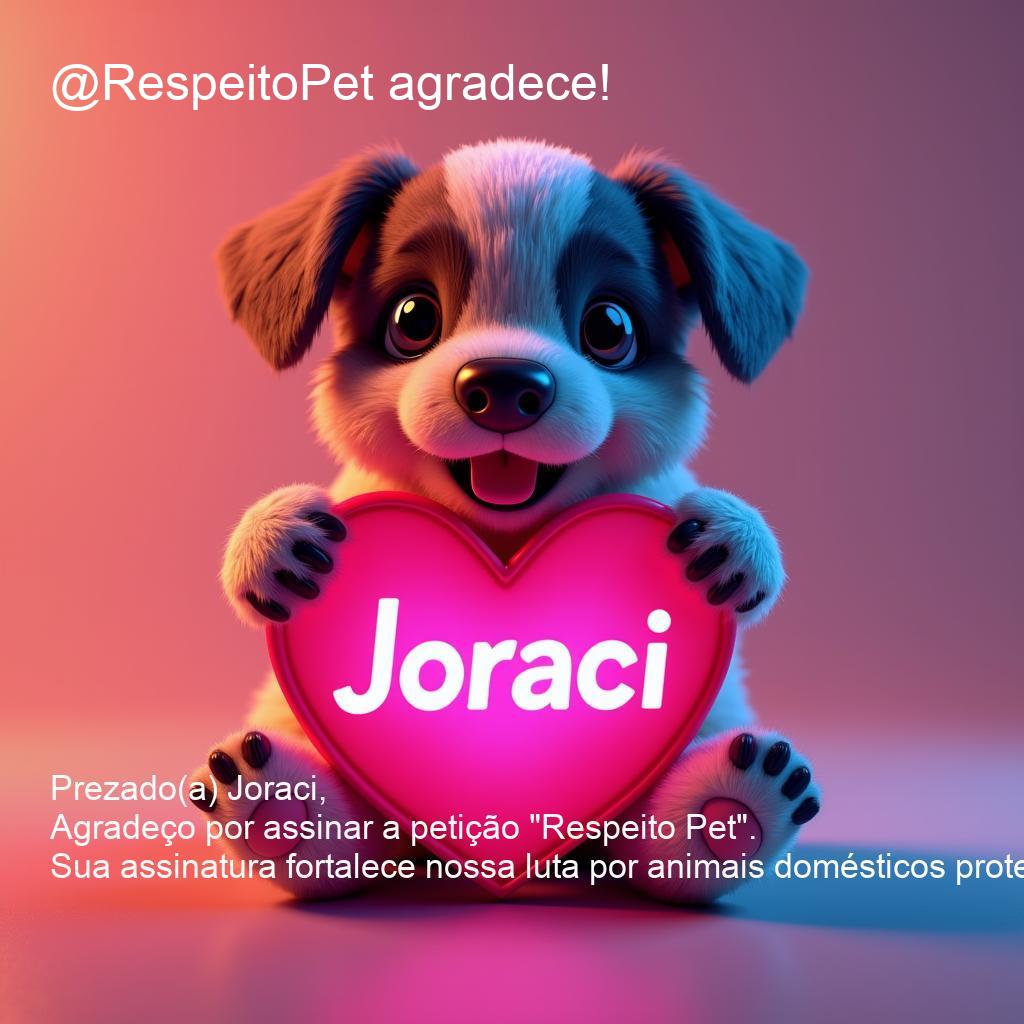 @RespeitoPet agradece!
Joraci
Prezado(a) Joraci,
Agradeço por assinar a petição "Respeito Pet".
Sua assinatura fortalece nossa luta por animais domésticos prote